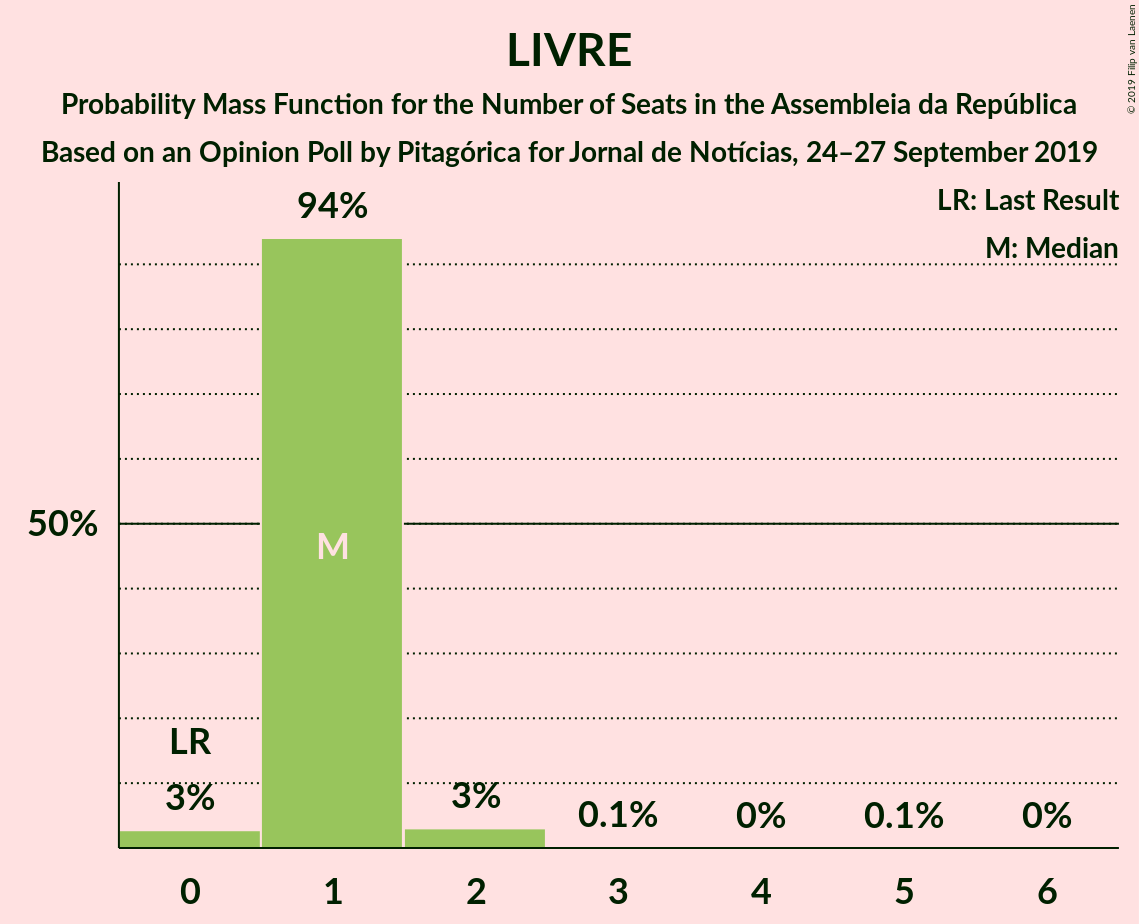 LIVRE
Probability Mass Function for the Number of Seats in the Assembleia da República
Based on an Opinion Poll by Pitagórica for Jornal de Notícias, 24–27 September 2019
© 2019 Filip van Laenen
LR: Last Result
M: Median
94%
50%
M
LR
3%
3%
0.1%
0%
0.1%
0%
0 1 2 3 4 5 6